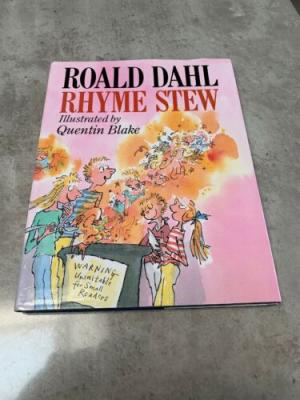 ROALD DAHL
RHYME STEW
Illustrated by
Quentin Blake
WARNING
Unsuitable
for Small
Readers